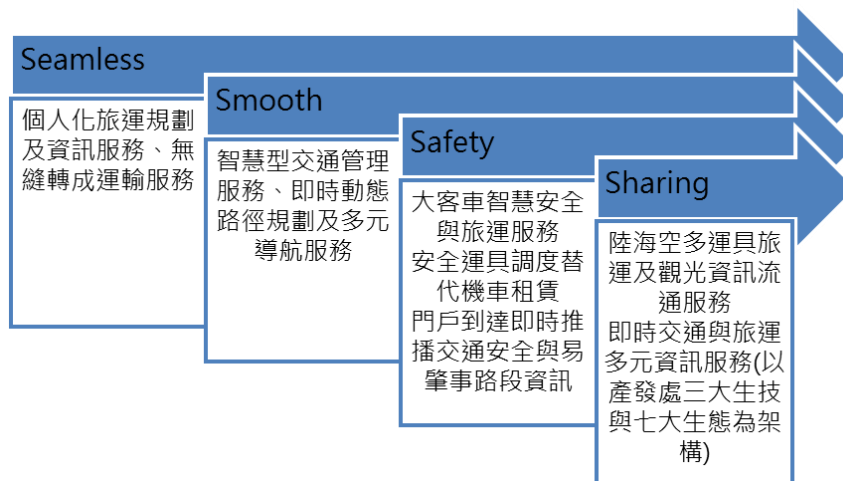 Seamless
個人化旅運規劃
及資訊服務、無
縫轉成運輸服務
Smooth
智慧型交通管理
服務、即時動態
路徑規劃及多元
導航服務
Safety
大客車智慧安全
與旅運服務
安全運具調度替
代機車租賃
門戶到達即時推
播交通安全與易
肇事路段資訊
Sharing
陸海空多運具旅
運及觀光資訊流
通服務
即時交通與旅運
多元資訊服務(以
產發處三大生技
與七大生態為架
構)